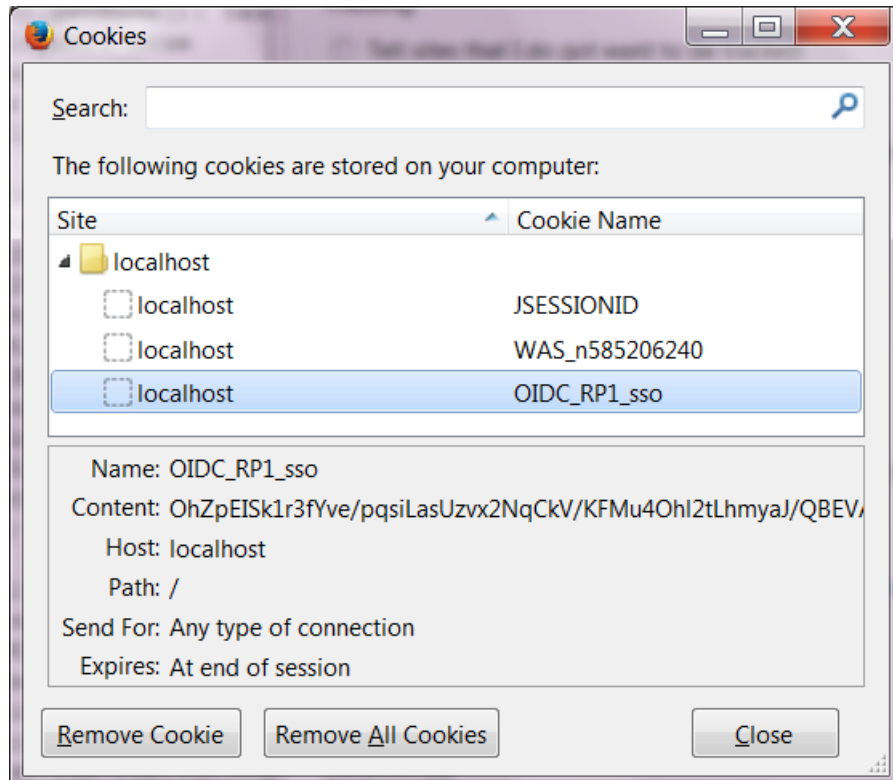 Cookies
Search:
The following cookies are stored on your computer:
Site Cookie Name
localhost
localhost JSESSIONID
localhost WAS_n585206240
localhost OIDC_RP1_sso
Name: OIDC_RP1_sso
Content: OhZpEISk1r3fYve/pqsiLasUzvx2NqCkV/KFMu4OhI2tLhmyaJ/QBEVA
Host: localhost
Path: /
Send For: Any type of connection
Expires: At end of session
Remove Cookie Remove All Cookies Close